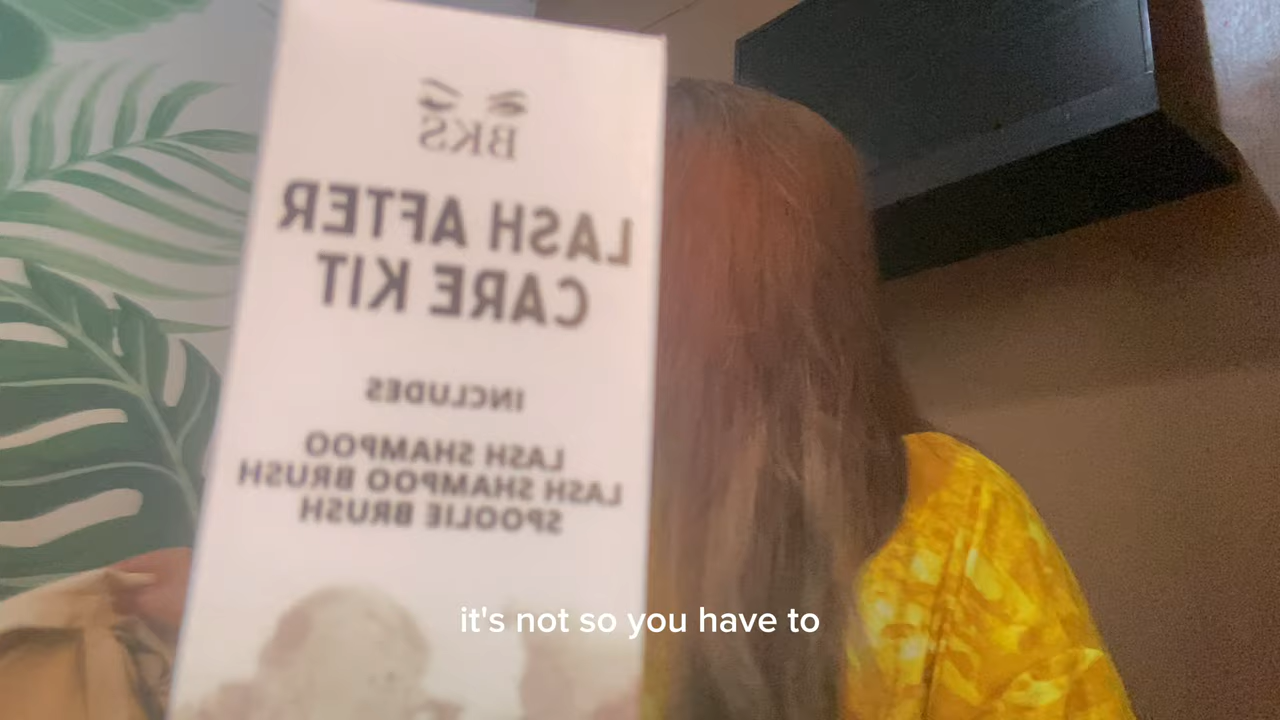 BKS
LASH AFTER
CARE KIT
INCLUDES
LASH SHAMPOO
LASH SHAMPOO BRUSH
SPOOLIE BRUSH
it's not so you have to